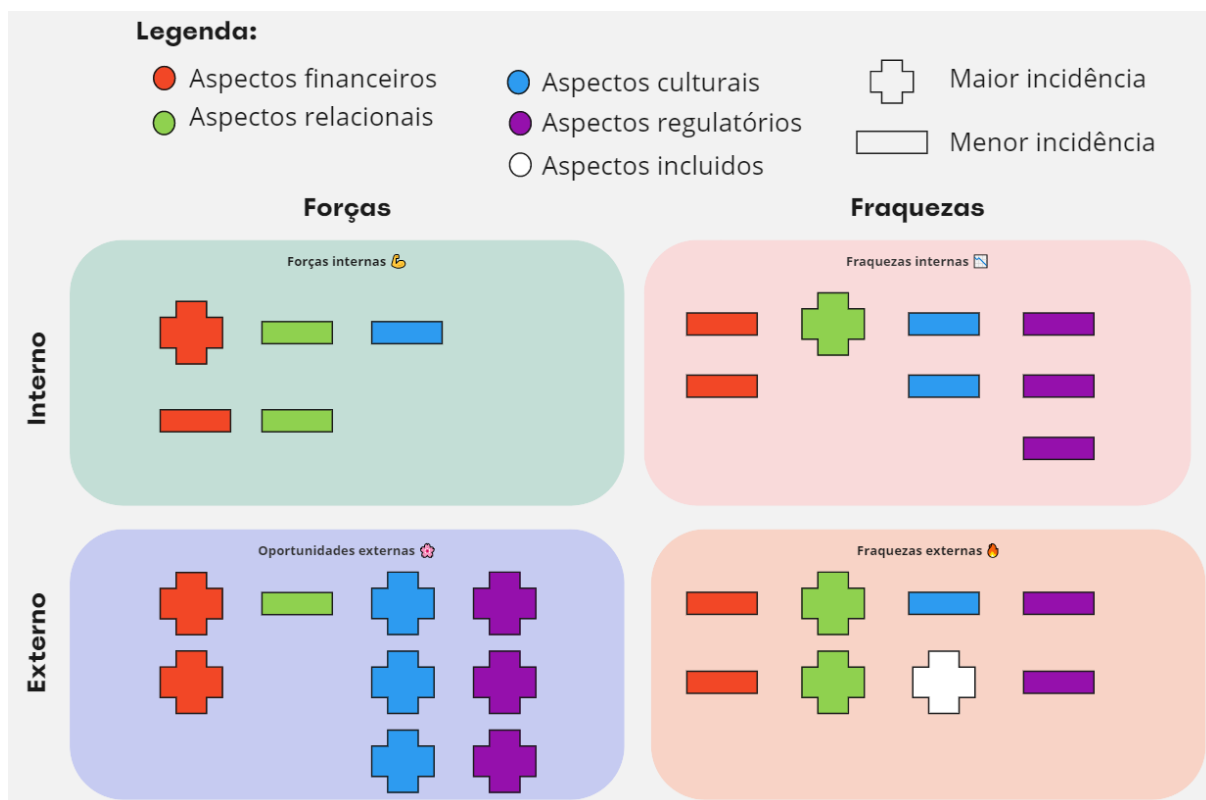 Legenda:
Aspectos financeiros
Aspectos relacionais
Aspectos culturais
Aspectos regulatórios
Aspectos incluidos
Maior incidência
Menor incidência
Forças
Fraquezas
Interno
Forças internas 💪
Fraquezas internas 📉
Externo
Oportunidades externas 🌸
Fraquezas externas 🔥